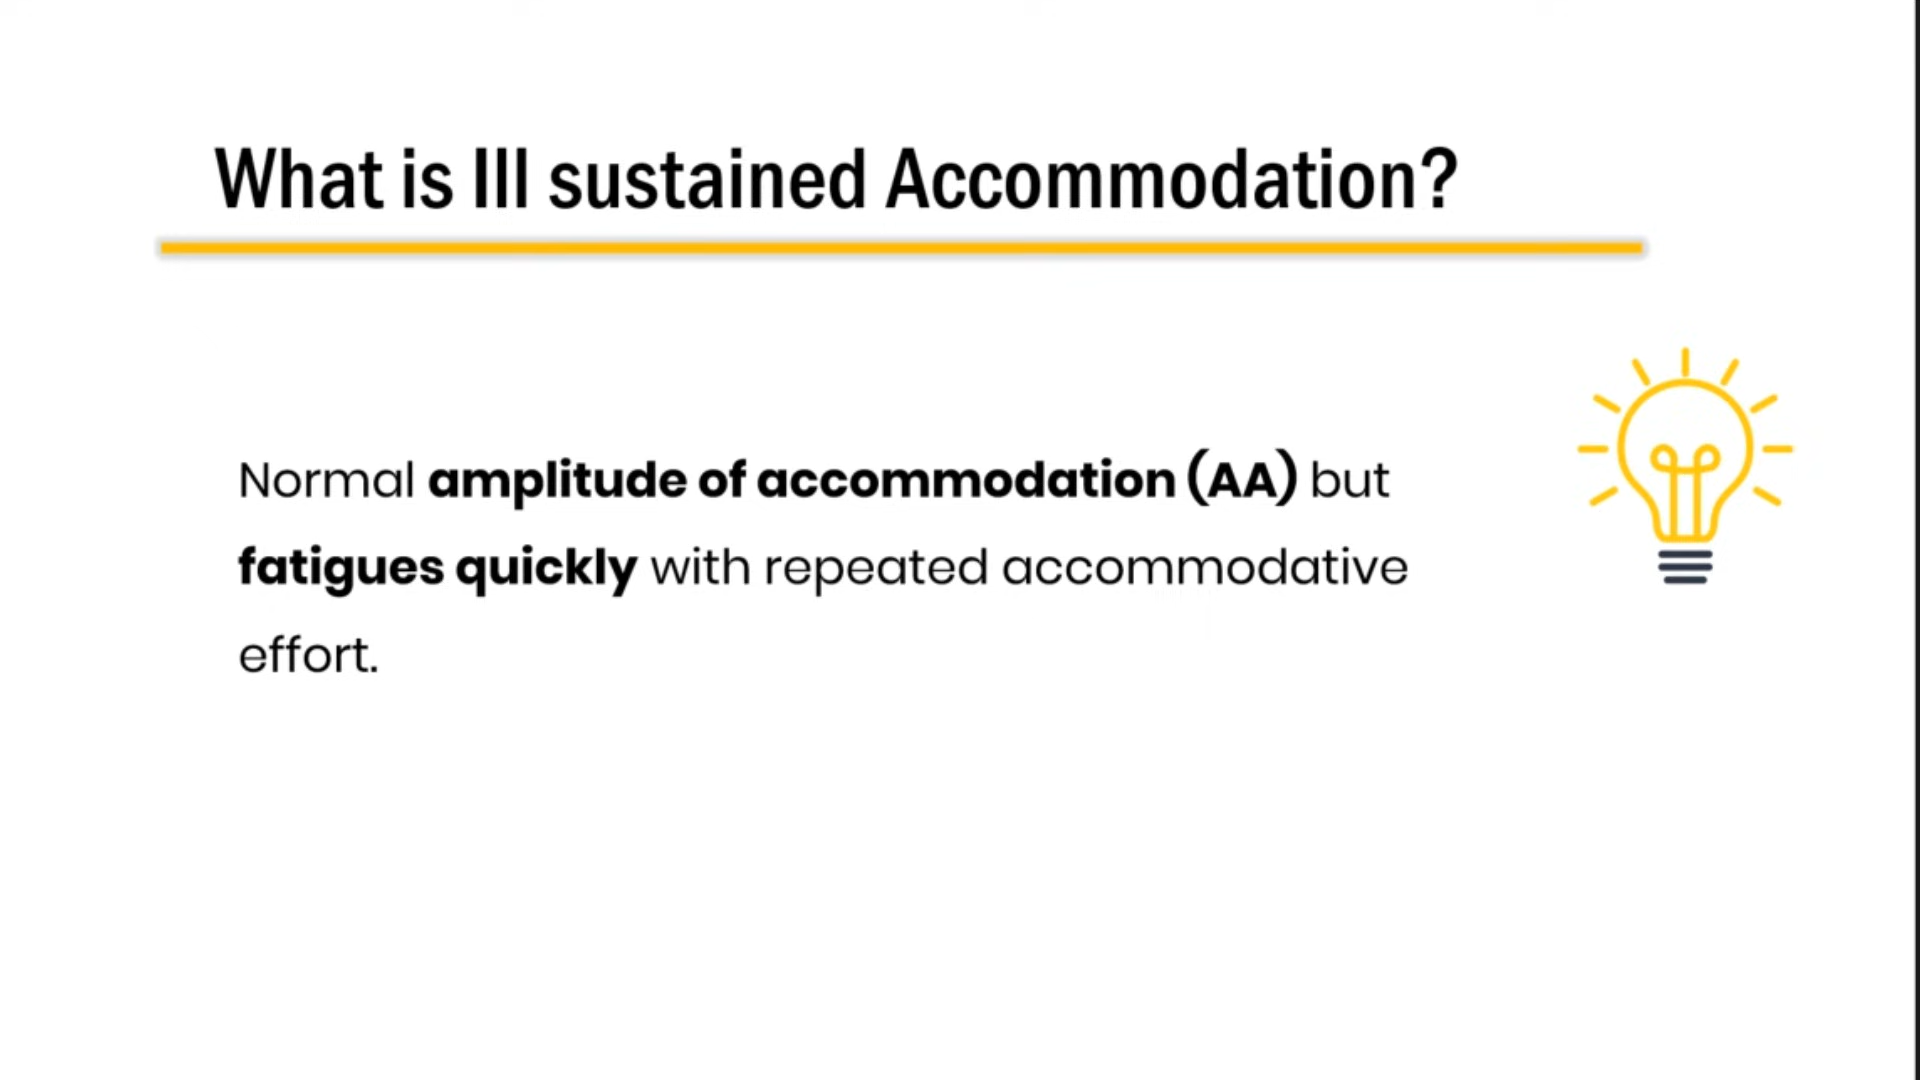 What is Ill sustained Accommodation?
Normal amplitude of accommodation (AA) but
fatigues quickly with repeated accommodative
effort.